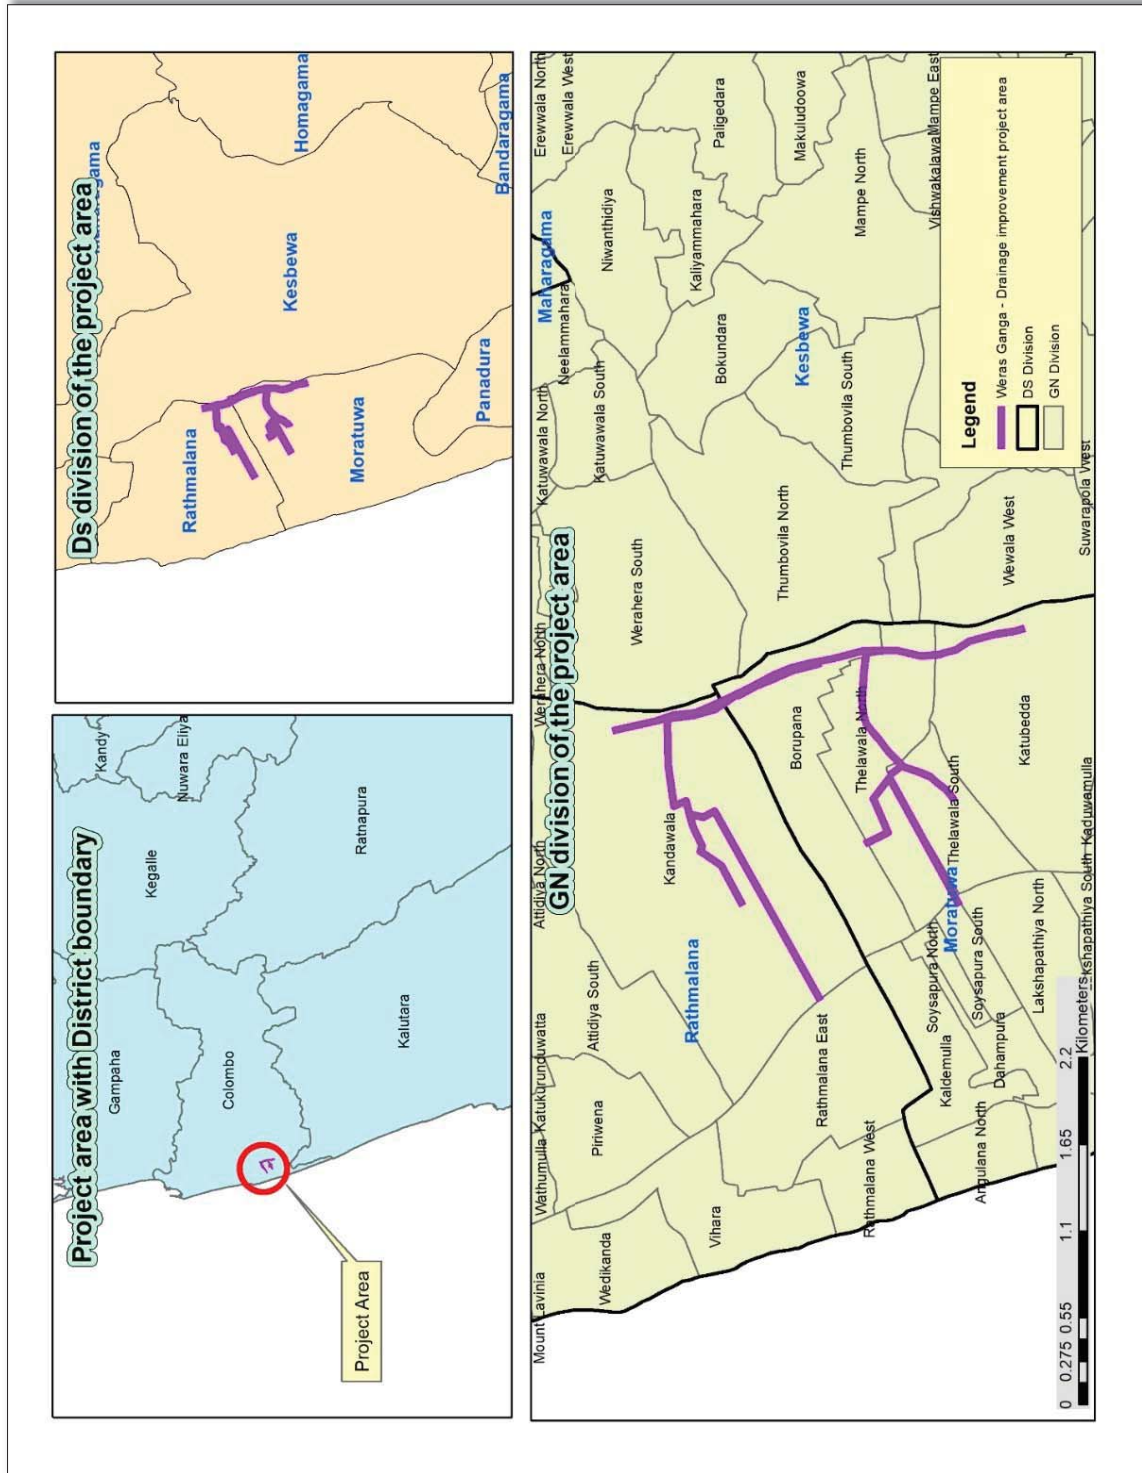 Project area with District boundary
Gampaha
Kegalle
Kandy
Nuwara Eliya
Colombo
Ratnapura
Kalutara
Project Area
Ds division of the project area
Homagama
Rathmalana
Kesbewa
Moratuwa
Panadura
Bandaragama
GN division of the project area
Mount Lavinia
Wathumulla
Katukurunduwatta
Attidiya North
Werahera North
Katuwawala North
Neelammahara
Maharagama
Erewwala North
Erewwala West
Wedikanda
Piriwena
Attidiya South
Kandawala
Werahera South
Katuwawala South
Niwanthidiya
Vihara
Rathmalana
Kaliyammahara
Paligedara
Bokundara
Makuludoowa
Rathmalana East
Borupana
Thumbovila North
Kesbewa
Thumbovila South
Mampe North
Rathmalana West
Thelawala North
Kaldemulla
Soysapura North
Moratuwa
Thelawala South
Vishwakalawa
Mampe East
Angulana North
Dahampura
Soysapura South
Lakshapathiya North
Katubedda
Wewala West
kshapathiya South
Kaduwamulla
Suwarapola West
Legend
Weras Ganga - Drainage improvement project area
DS Division
GN Division
0 0.275 0.55 1.1 1.65 2.2
Kilometers